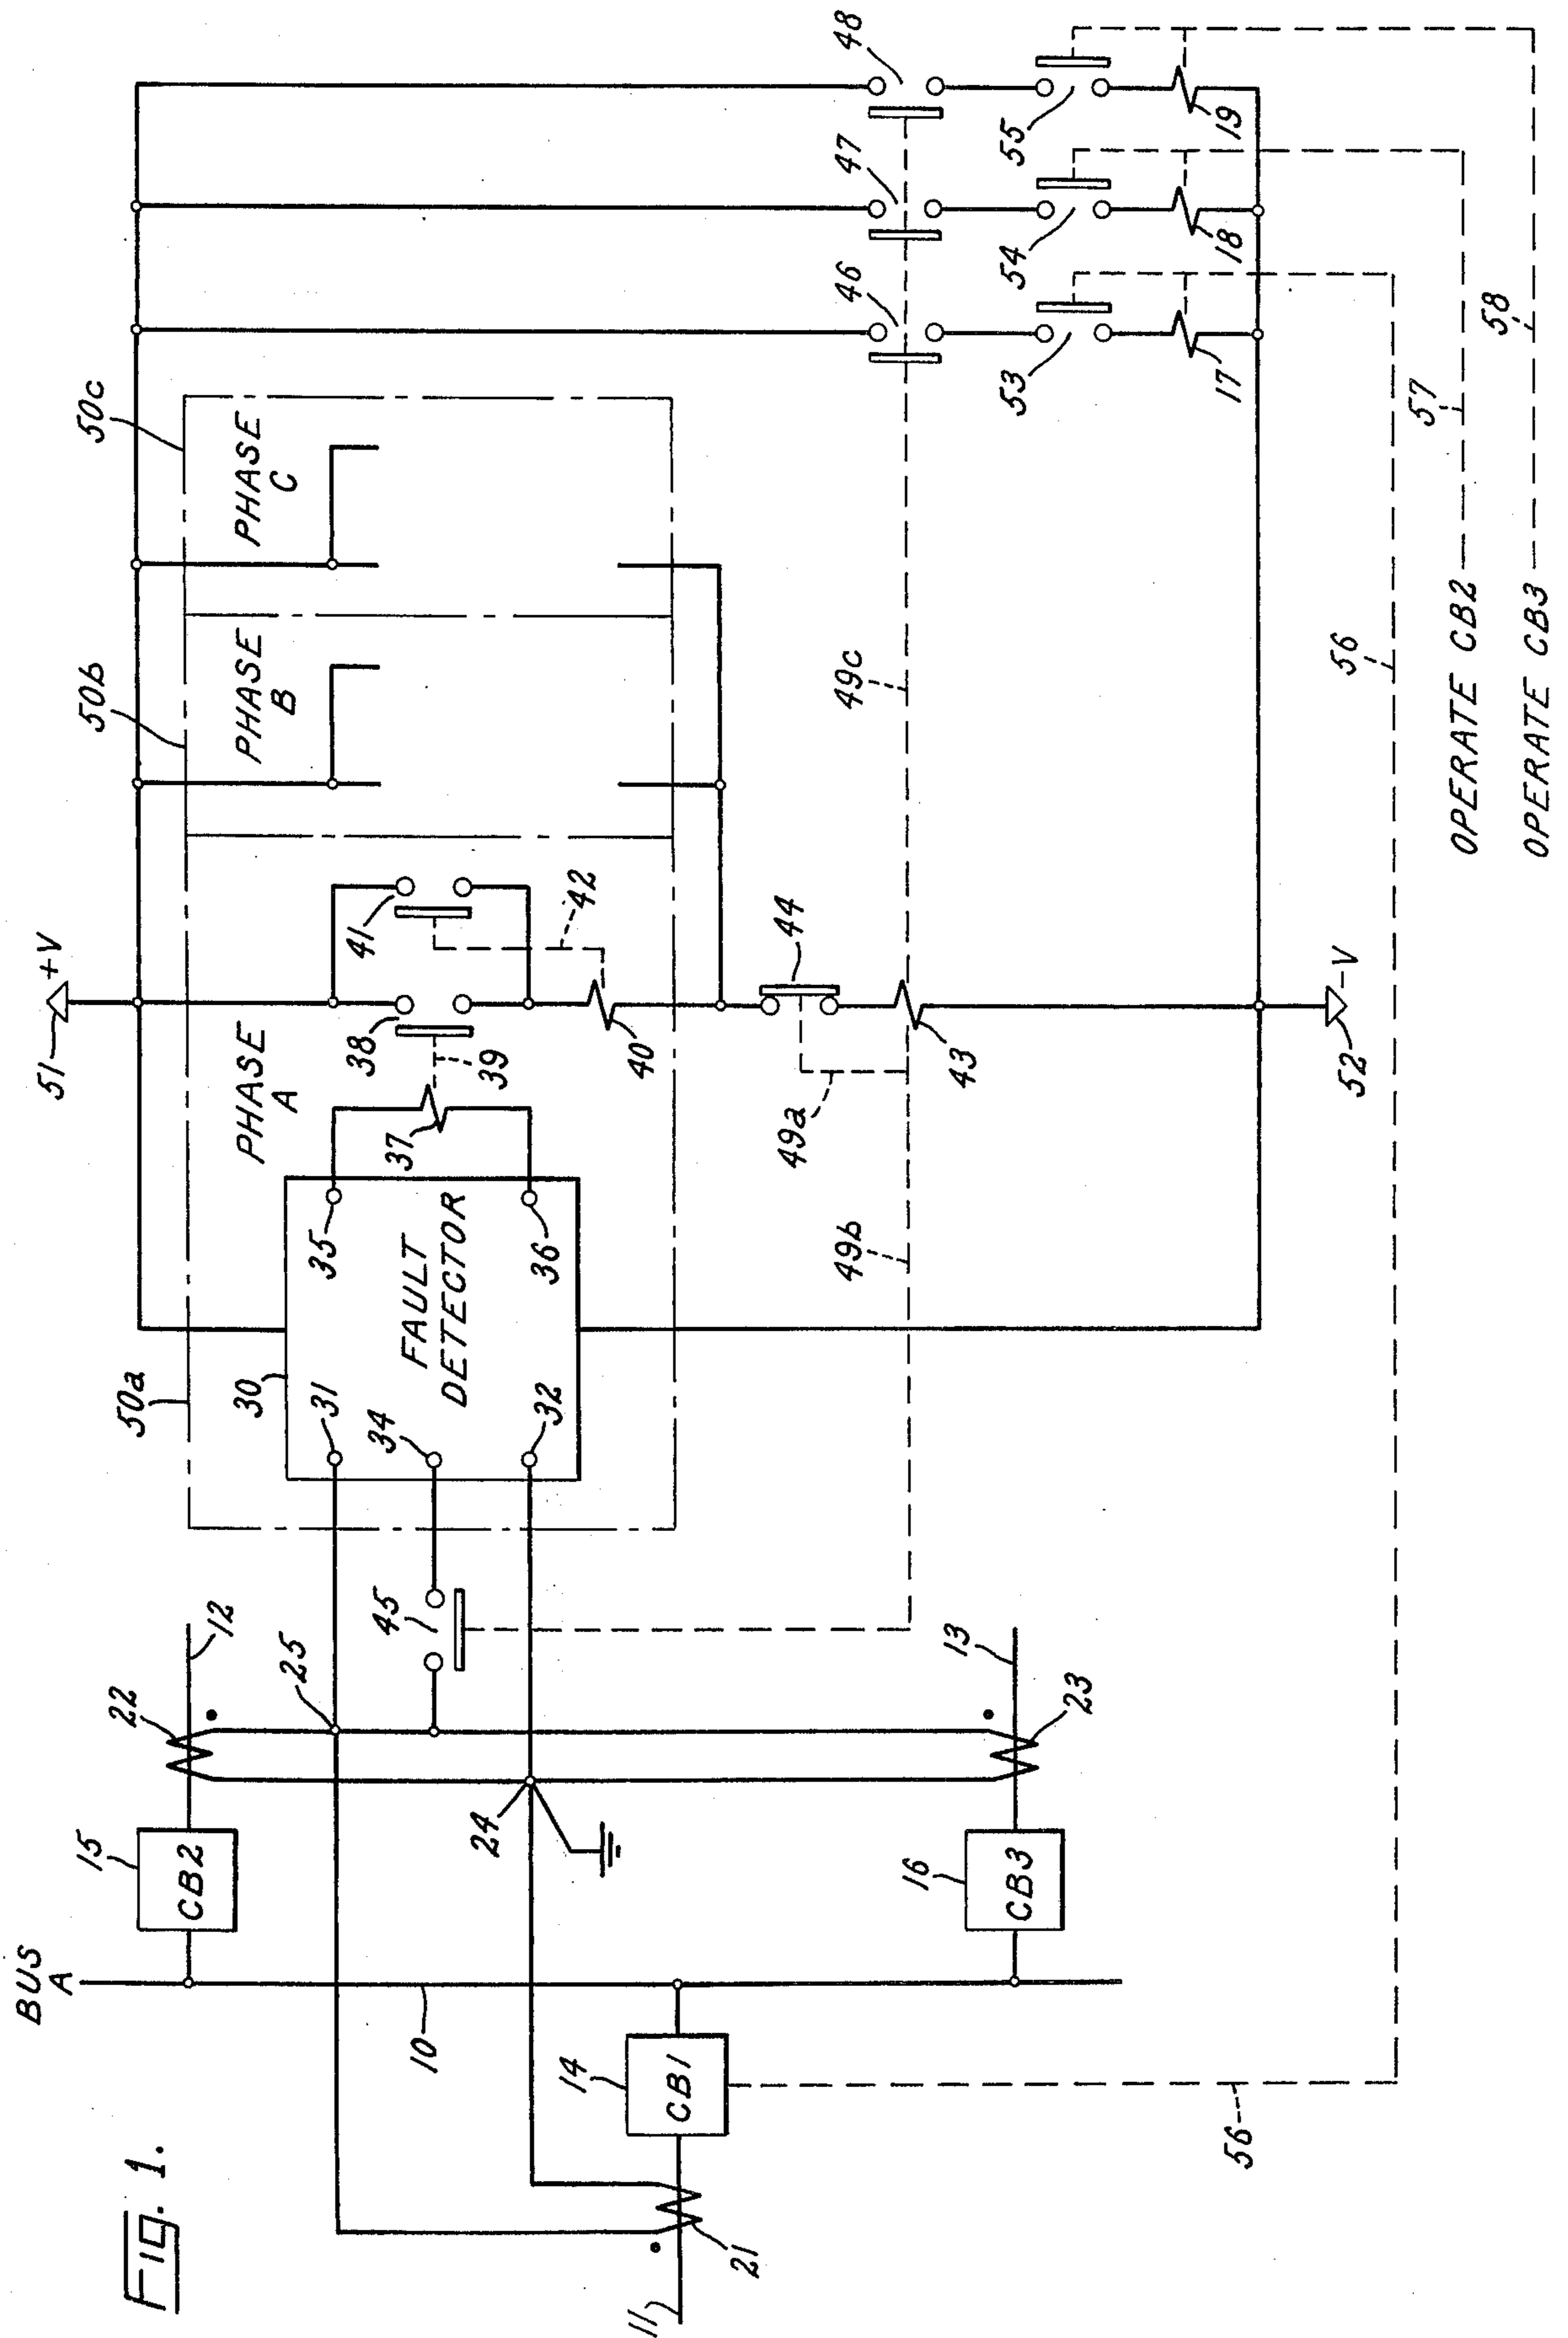 Fig. 1.
BUS
A
10
11
12
13
14
CB1
15
CB2
16
CB3
21
22
23
24
25
45
50a
30
31
34
32
FAULT
DETECTOR
35
36
37
PHASE
A
38
39
40
41
42
51
+V
50b
PHASE
B
50c
PHASE
C
43
44
49a
49b
49c
52
-V
46
47
48
53
54
55
17
18
19
56
56
57
58
OPERATE CB2
OPERATE CB3